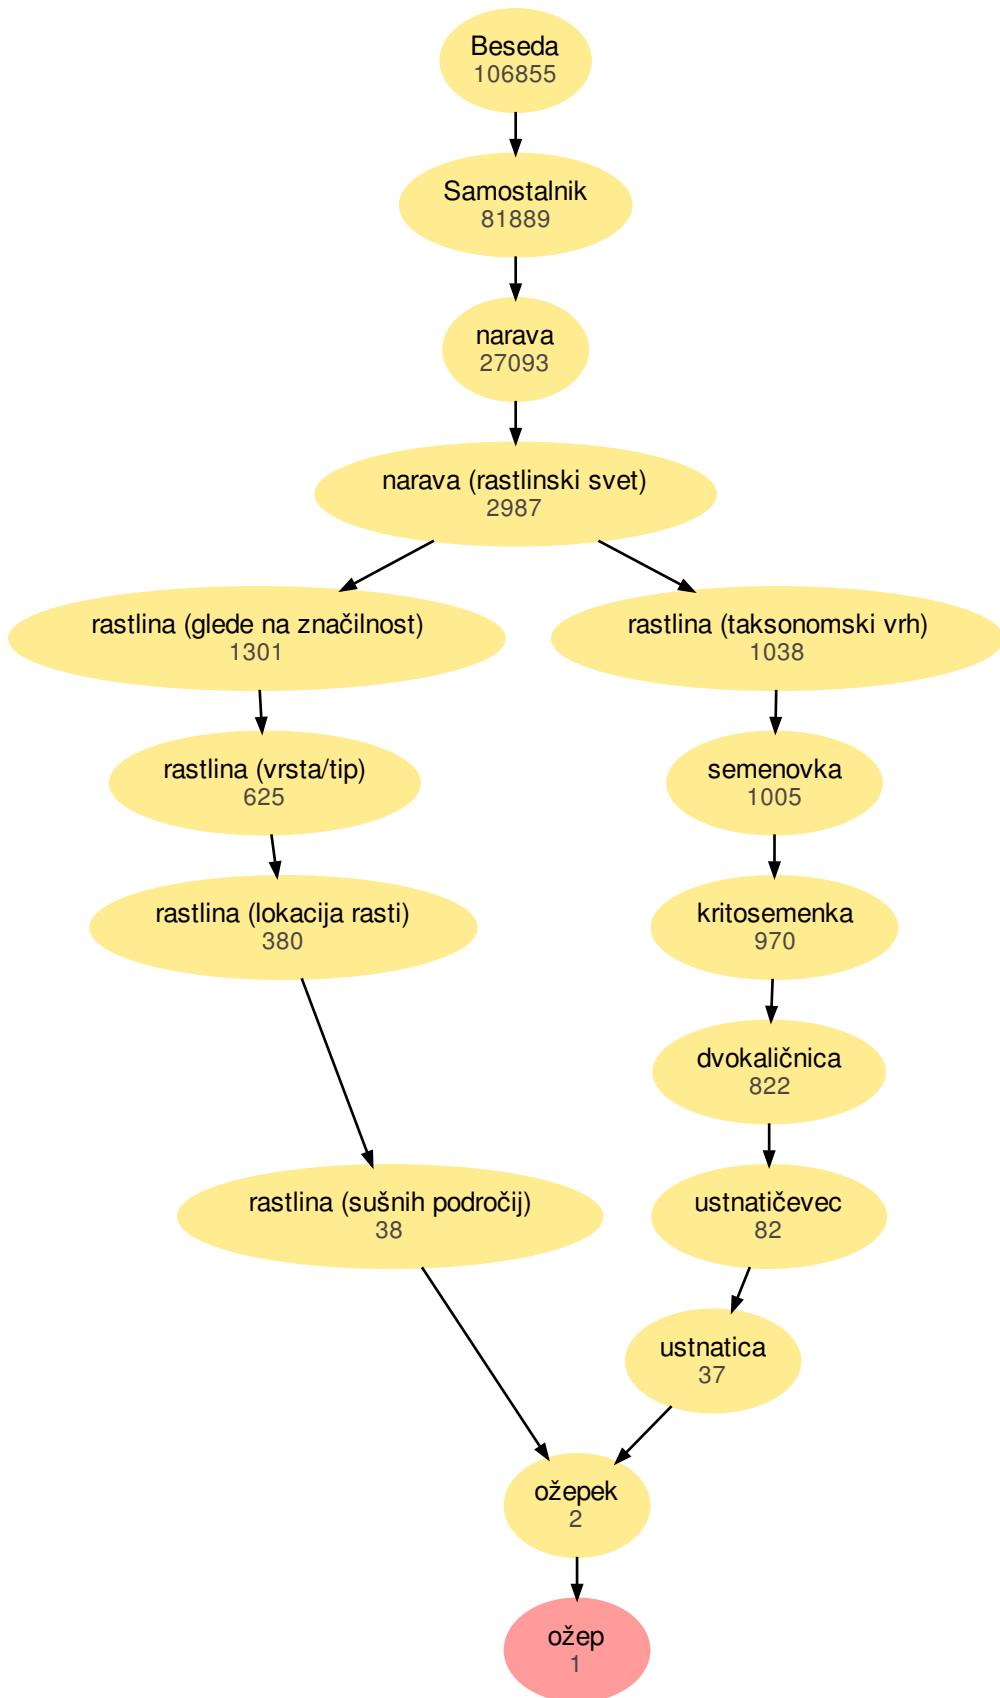 Beseda
106855
Samostalnik
81889
narava
27093
narava (rastlinski svet)
2987
rastlina (glede na značilnost)
1301
rastlina (taksonomski vrh)
1038
rastlina (vrsta/tip)
625
semenovka
1005
rastlina (lokacija rasti)
380
kritosemenka
970
dvokaličnica
822
rastlina (sušnih področij)
38
ustnatičevec
82
ustnatica
37
ožepek
2
ožep
1